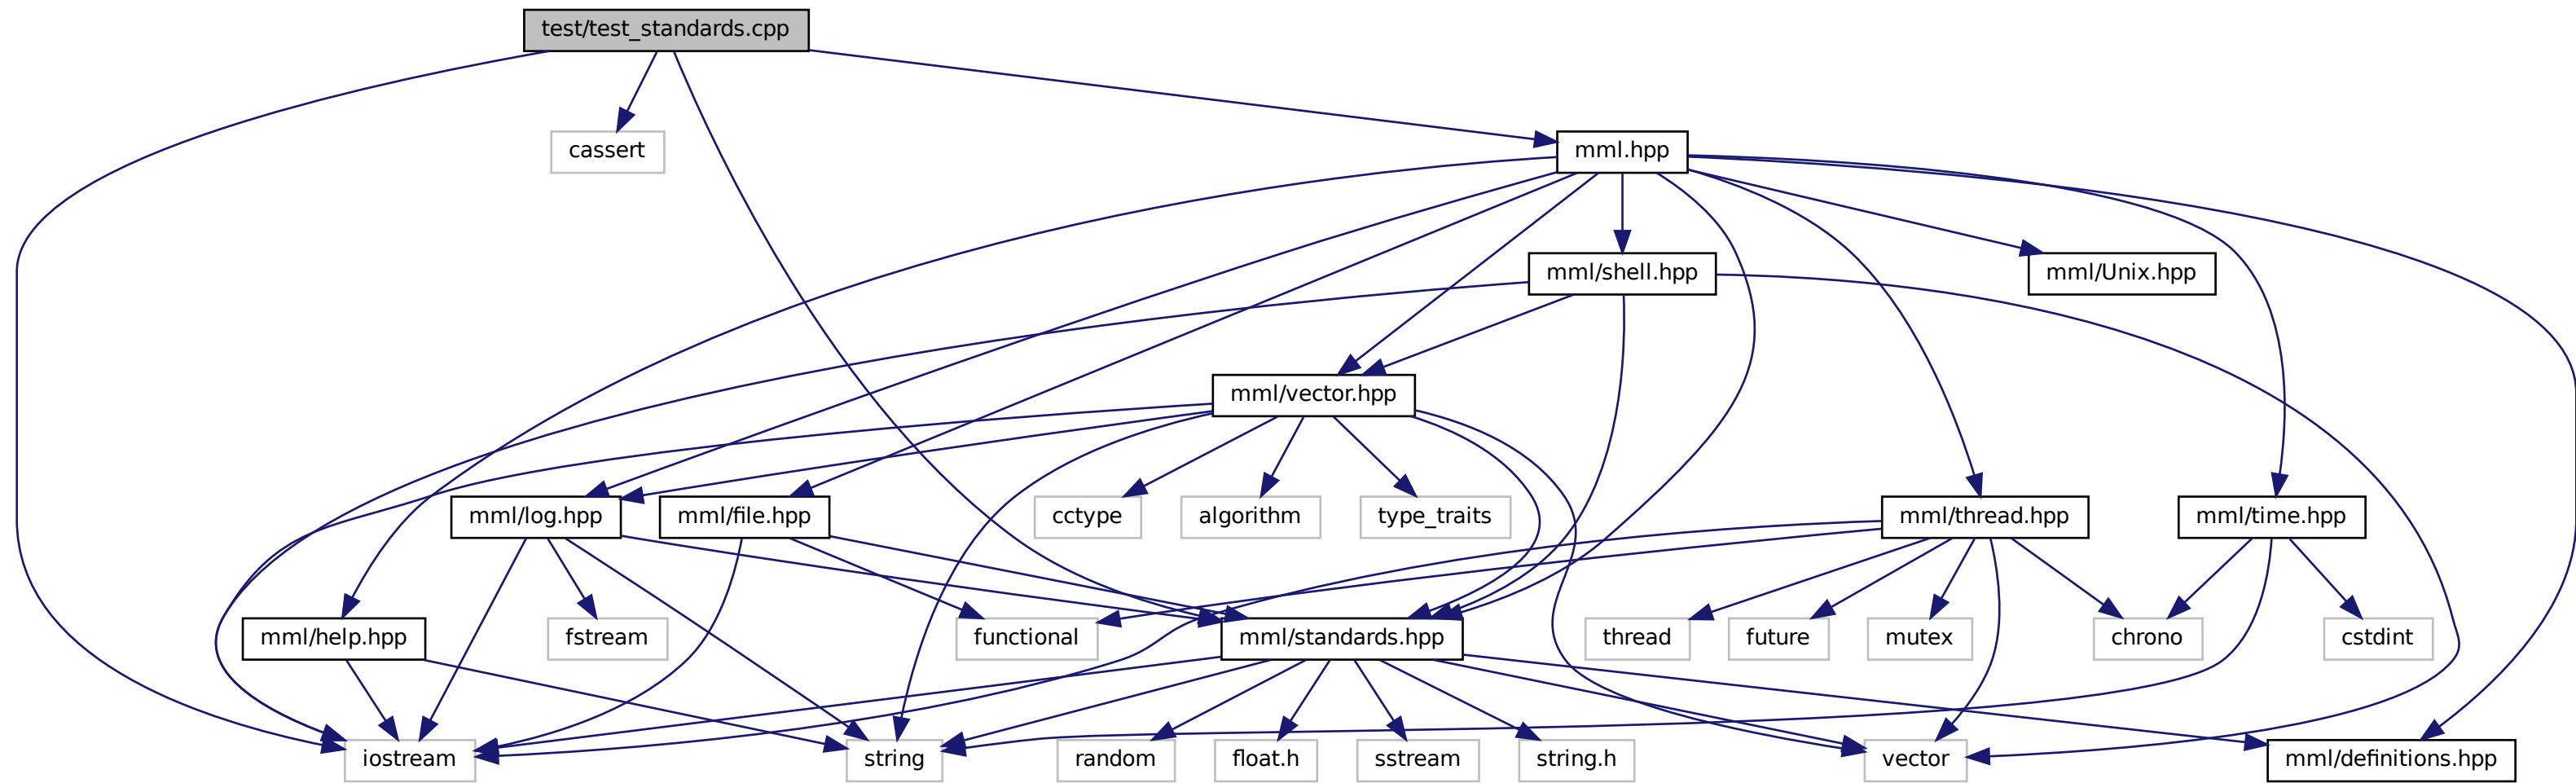 test/test_standards.cpp
cassert
mml.hpp
mml/shell.hpp
mml/Unix.hpp
mml/vector.hpp
mml/log.hpp
mml/file.hpp
cctype
algorithm
type_traits
mml/thread.hpp
mml/time.hpp
mml/help.hpp
fstream
functional
mml/standards.hpp
thread
future
mutex
chrono
cstdint
iostream
string
random
float.h
sstream
string.h
vector
mml/definitions.hpp